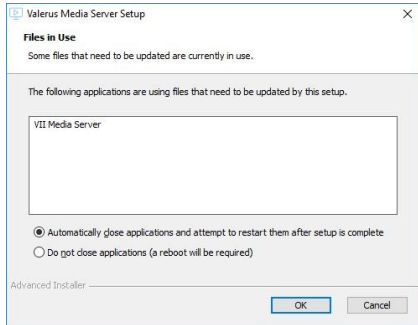 Valerus Media Server Setup
Files in Use
Some files that need to be updated are currently in use.
The following applications are using files that need to be updated by this setup.
VII Media Server
Automatically close applications and attempt to restart them after setup is complete
Do not close applications (a reboot will be required)
Advanced Installer
OK
Cancel